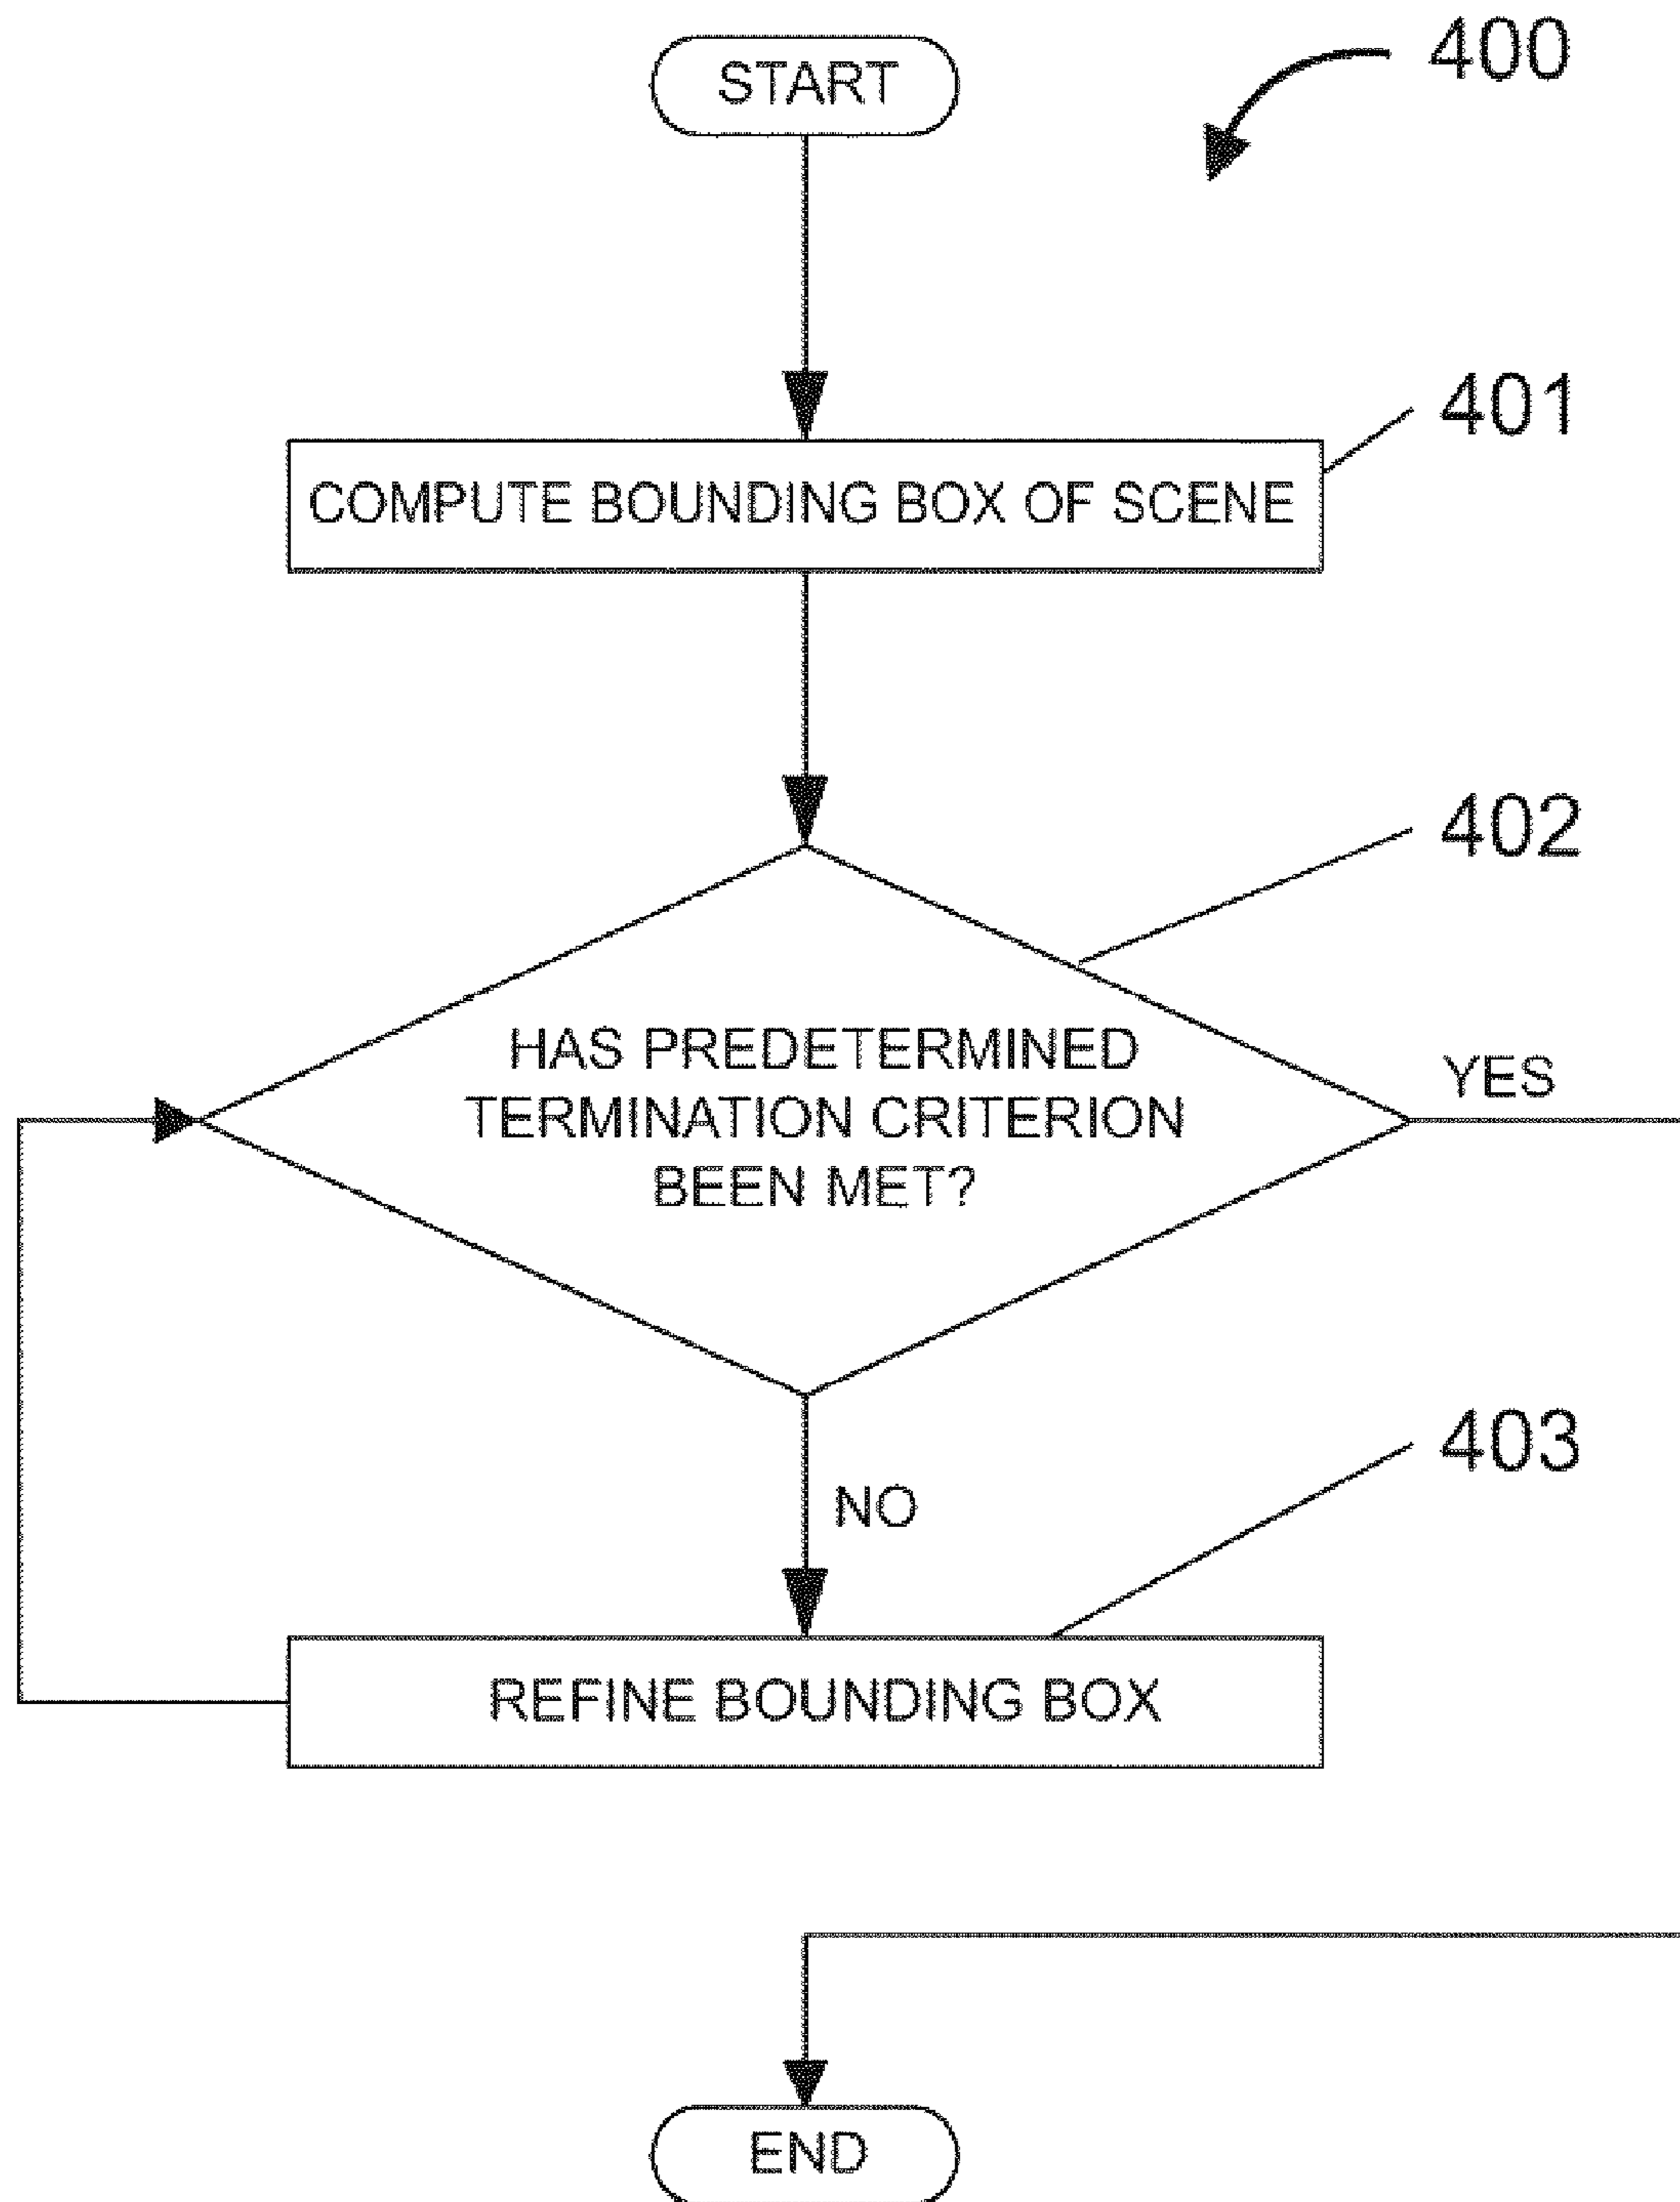 START
400
401
COMPUTE BOUNDING BOX OF SCENE
402
HAS PREDETERMINED
TERMINATION CRITERION
BEEN MET?
YES
403
NO
REFINE BOUNDING BOX
END